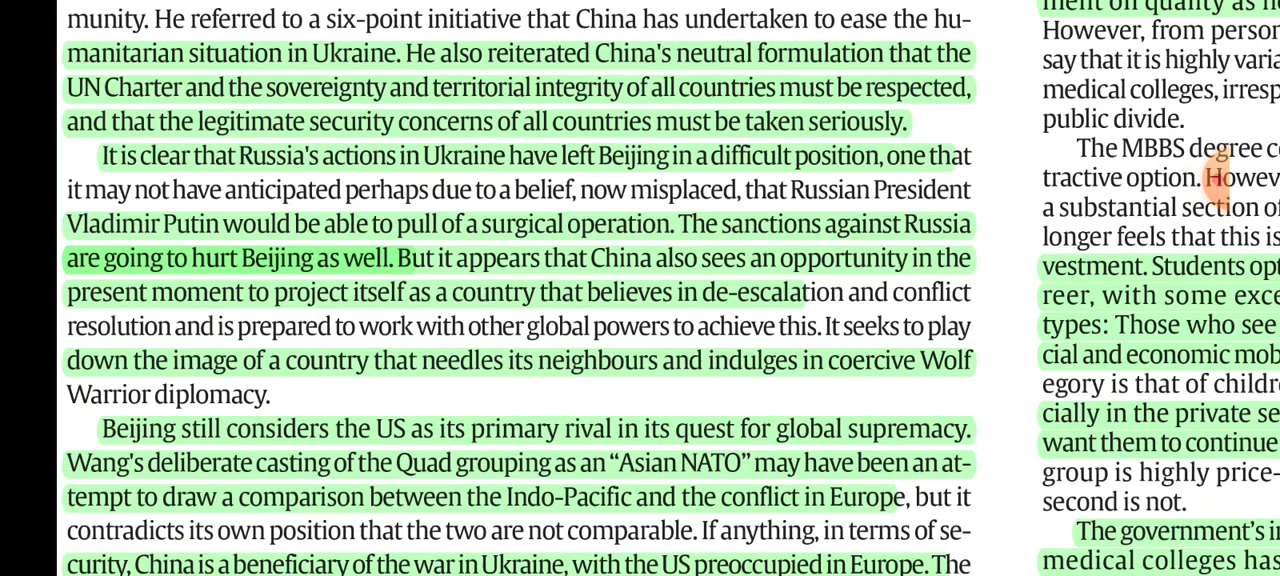 munity. He referred to a six-point initiative that China has undertaken to ease the hu-
manitarian situation in Ukraine. He also reiterated China's neutral formulation that the
UN Charter and the sovereignty and territorial integrity of all countries must be respected,
and that the legitimate security concerns of all countries must be taken seriously.
It is clear that Russia's actions in Ukraine have left Beijing in a difficult position, one that
it may not have anticipated perhaps due to a belief, now misplaced, that Russian President
Vladimir Putin would be able to pull of a surgical operation. The sanctions against Russia
are going to hurt Beijing as well. But it appears that China also sees an opportunity in the
present moment to project itself as a country that believes in de-escalation and conflict
resolution and is prepared to work with other global powers to achieve this. It seeks to play
down the image of a country that needles its neighbours and indulges in coercive Wolf
Warrior diplomacy.
Beijing still considers the US as its primary rival in its quest for global supremacy.
Wang's deliberate casting of the Quad grouping as an “Asian NATO” may have been an at-
tempt to draw a comparison between the Indo-Pacific and the conflict in Europe, but it
contradicts its own position that the two are not comparable. If anything, in terms of se-
curity, China is a beneficiary of the war in Ukraine, with the US preoccupied in Europe. The
ment on quality as
However, from
say that it is highly
medical colleges,
public divide.
The MBBS degree
tractive option.
a substantial section
longer feels that this is
vestment. Students
reer, with some
types: Those who see
cial and economic
egory is that of
cially in the private
want them to continue
group is highly price-
second is not.
The government’s
medical colleges has